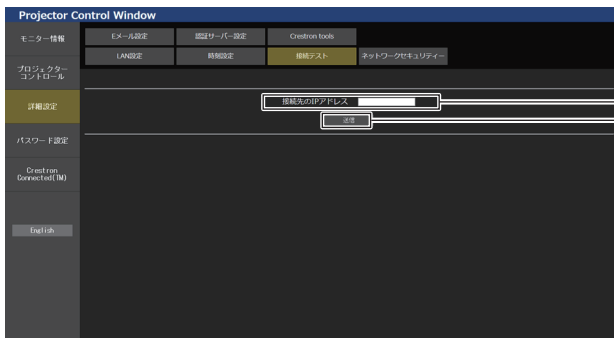 Projector Control Window
モニター情報
Eメール設定
認証サーバー設定
Crestron tools
LAN設定
時刻設定
接続テスト
ネットワークセキュリティー
プロジェクター
コントロール
詳細設定
接続先のIPアドレス
送信
パスワード設定
Crestron
Connected(TM)
English